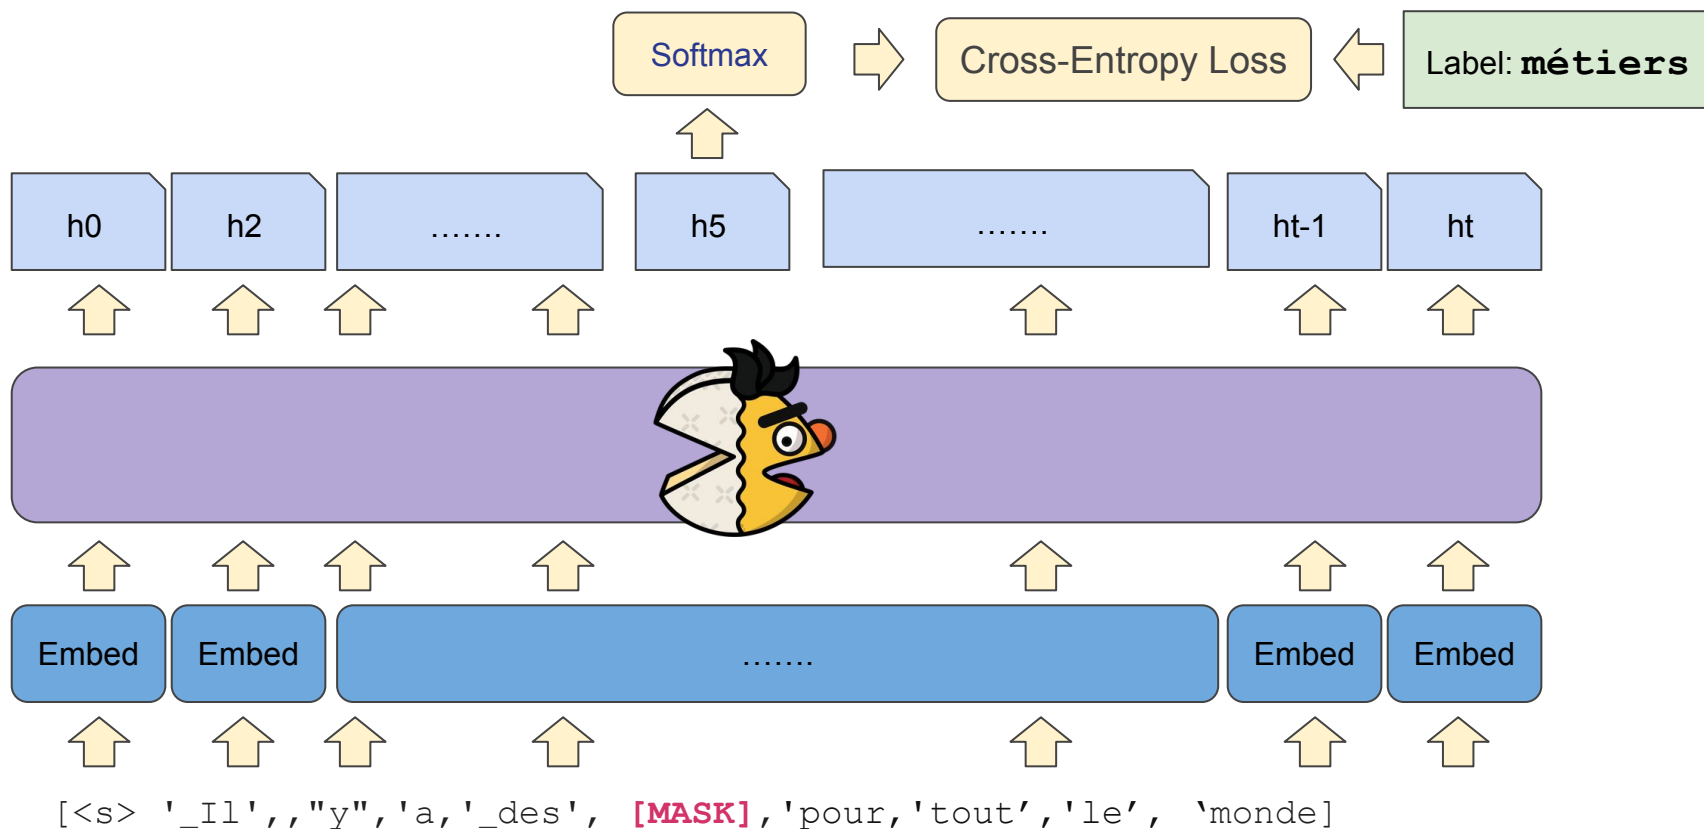 Softmax
Cross-Entropy Loss
Label: métiers
h0
h2
.......
h5
.......
ht-1
ht
Embed
Embed
.......
Embed
Embed
[<s> '_Il',,"y",'a,'_des', [MASK],'pour,'tout’,'le’, ‘monde]